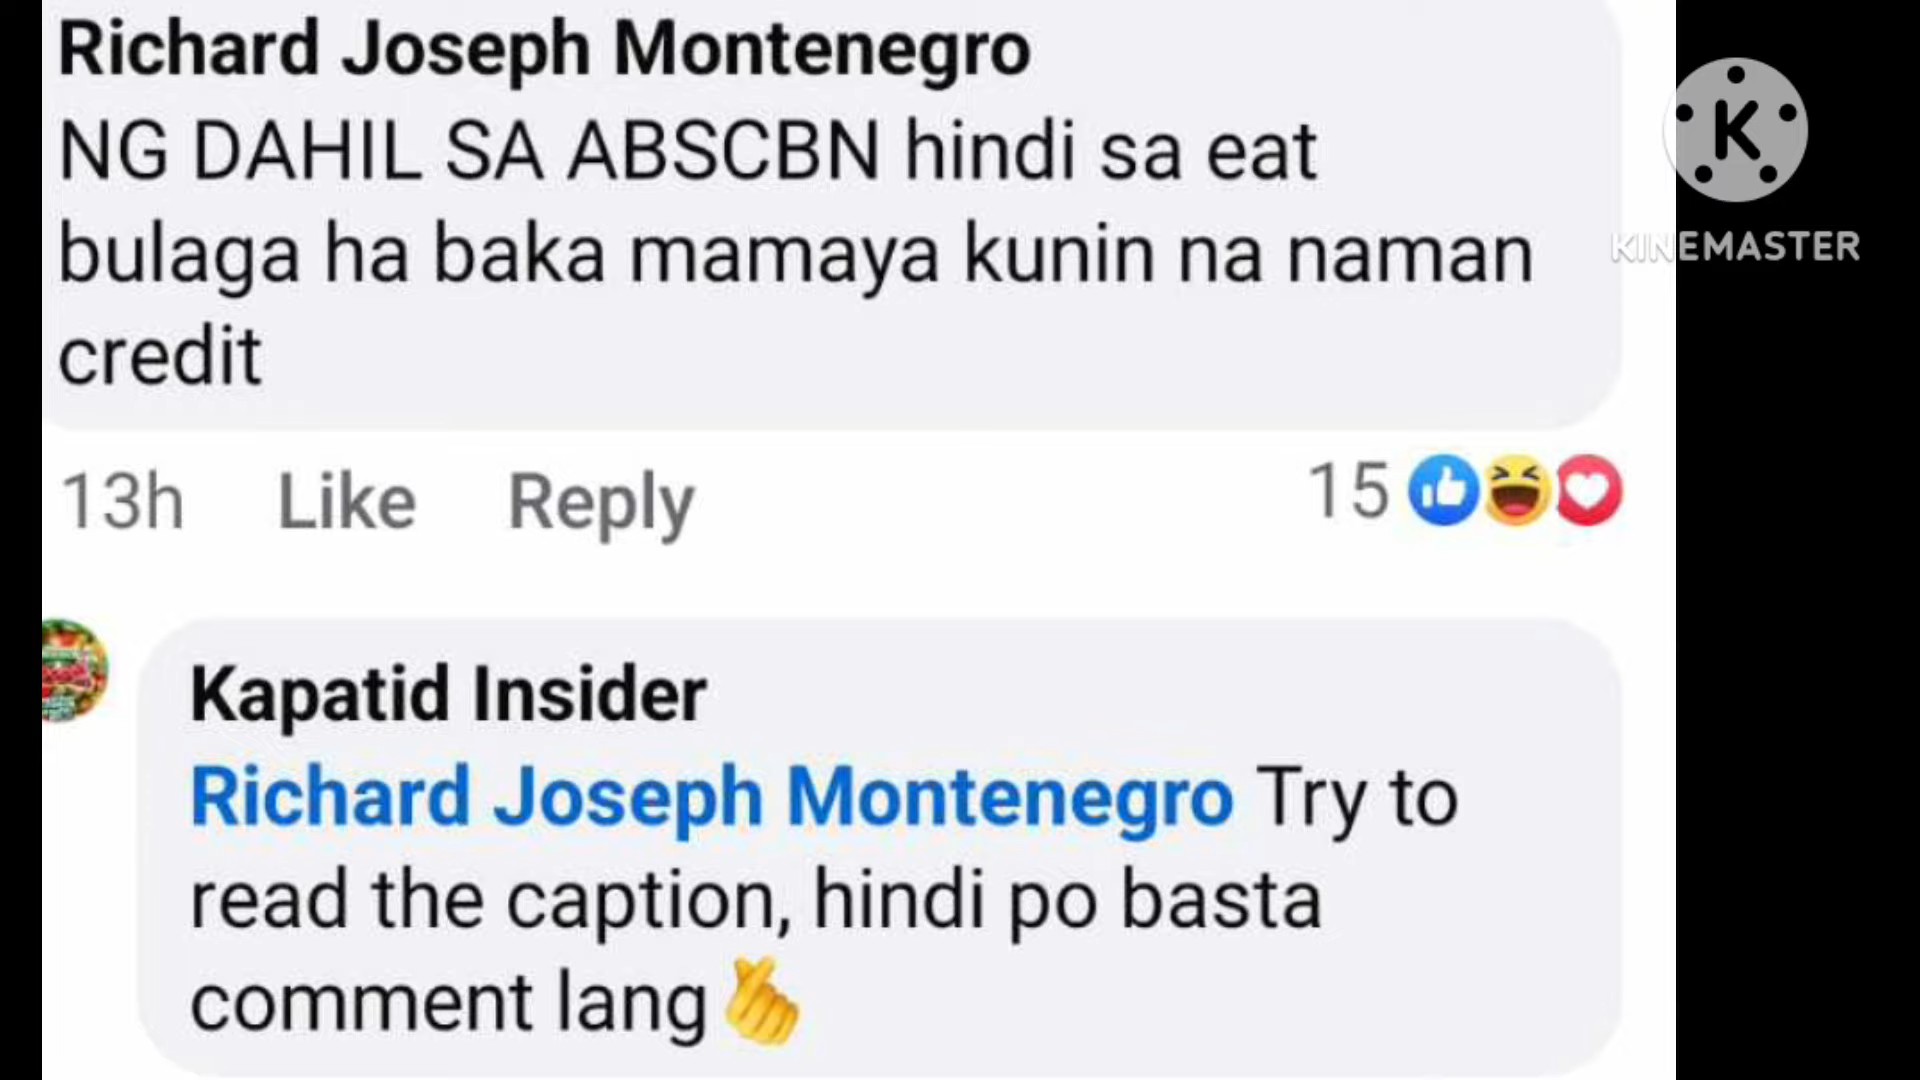 Richard Joseph Montenegro
NG DAHIL SA ABSCBN hindi sa eat
bulaga ha baka mamaya kunin na naman
credit
13h Like Reply 15
Kapatid Insider
Richard Joseph Montenegro Try to
read the caption, hindi po basta
comment lang
K
KINEMASTER